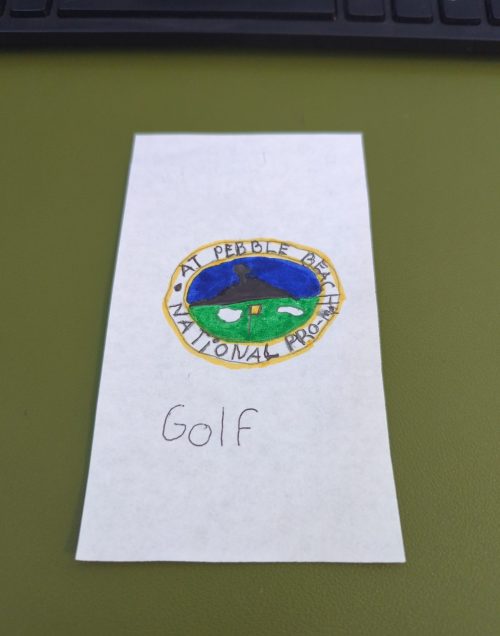 AT PEBBLE BEACH
NATIONAL PRO-AM
Golf